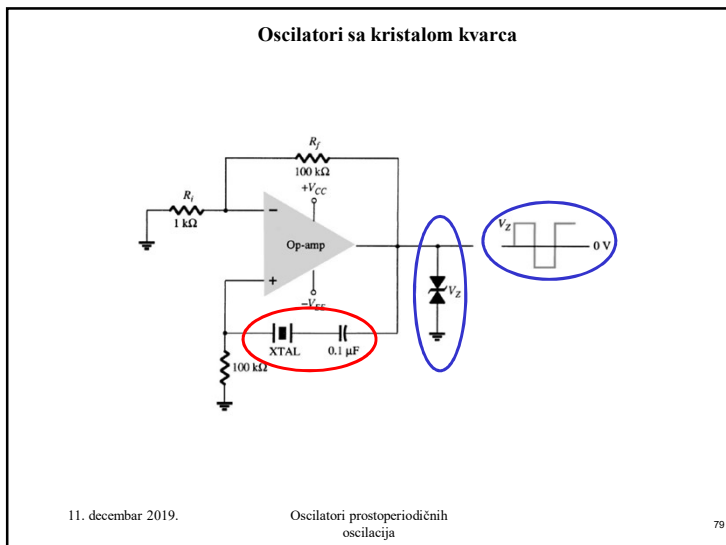 Oscilatori sa kristalom kvarca
R_f
100 kΩ
+V_CC
R_i
1 kΩ
−
Op-amp
+
−V_EE
XTAL
0.1 μF
100 kΩ
V_Z
V_Z
0 V
11. decembar 2019.
Oscilatori prostoperiodičnih
oscilacija
79